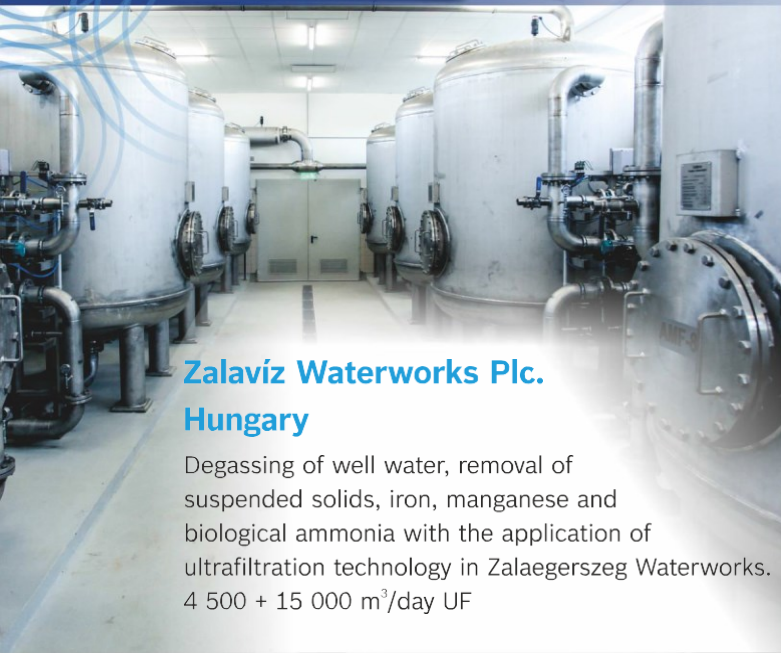 Zalavíz Waterworks Plc.
Hungary
Degassing of well water, removal of
suspended solids, iron, manganese and
biological ammonia with the application of
ultrafiltration technology in Zalaegerszeg Waterworks.
4 500 + 15 000 m³/day UF